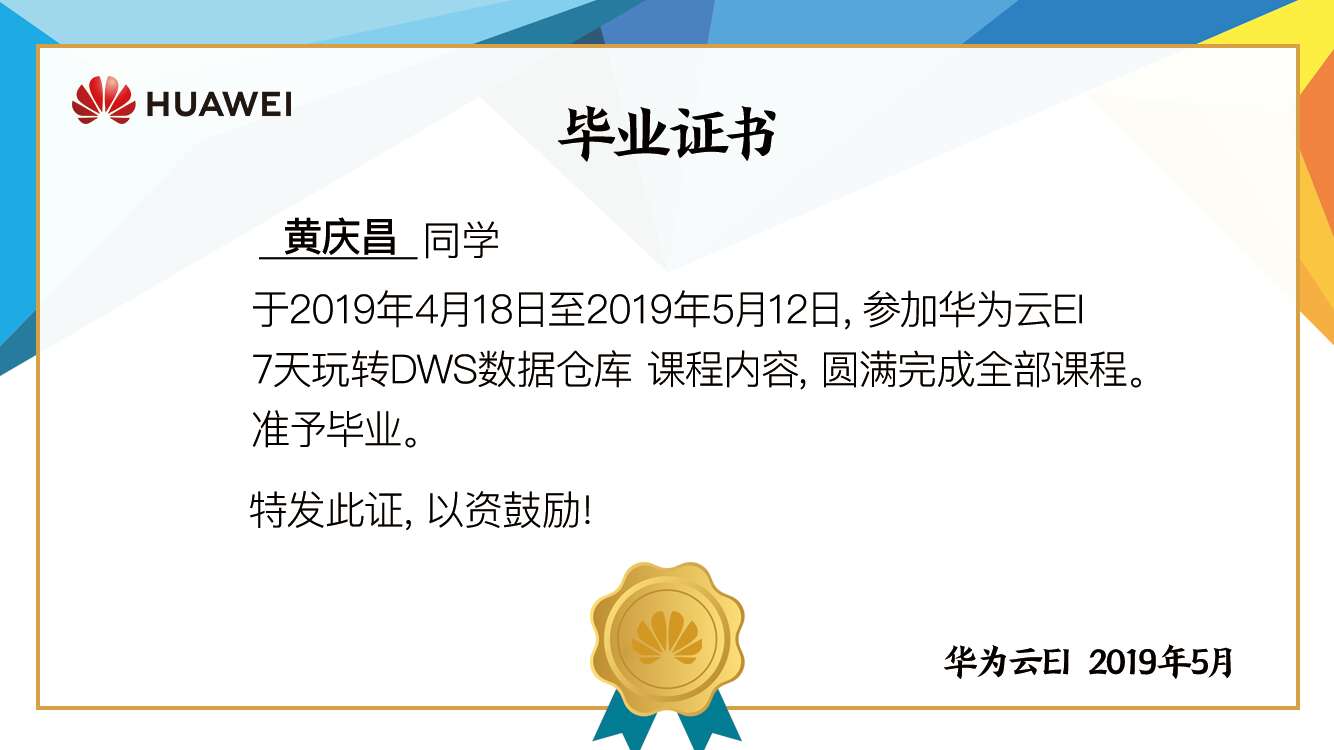 HUAWEI
毕业证书
黄庆昌 同学
于2019年4月18日至2019年5月12日, 参加华为云EI
7天玩转DWS数据仓库 课程内容, 圆满完成全部课程。
准予毕业。
特发此证, 以资鼓励!
华为云EI 2019年5月